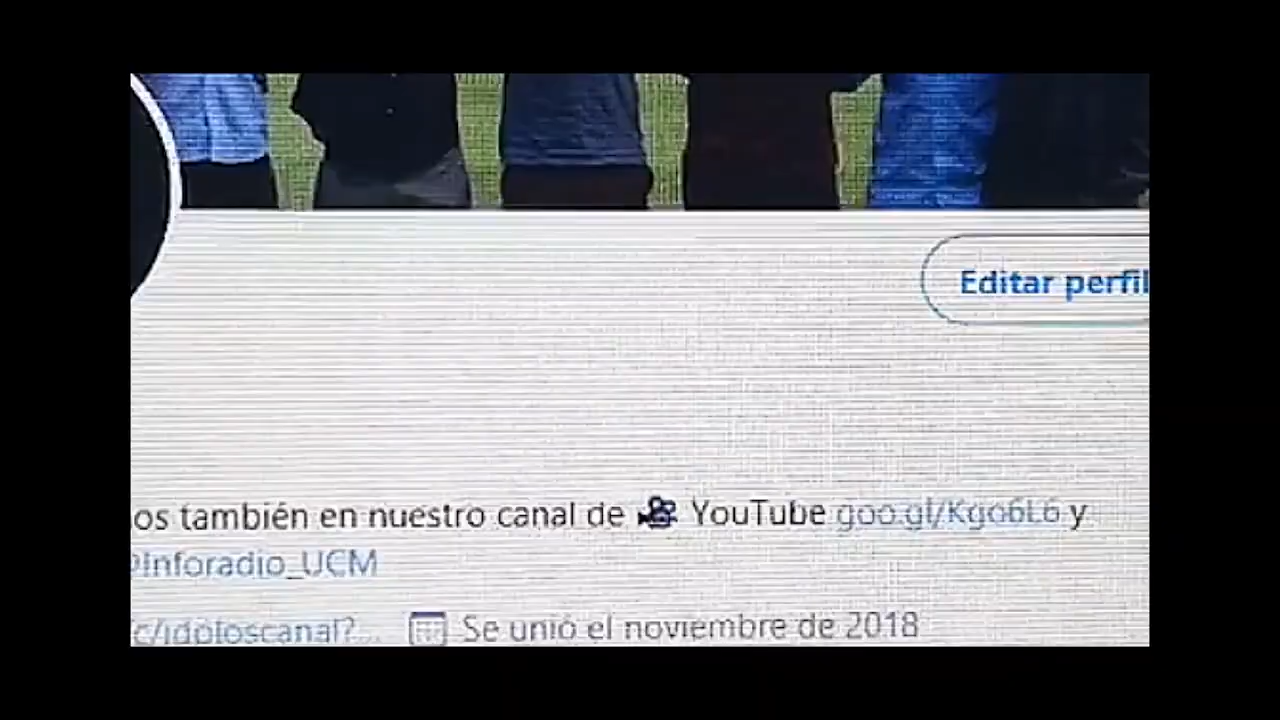 Editar perfil
os también en nuestro canal de YouTube goo.gl/Kgo6L6 y
@Inforadio_UCM
c/idploscanal?...
Se unió el noviembre de 2018